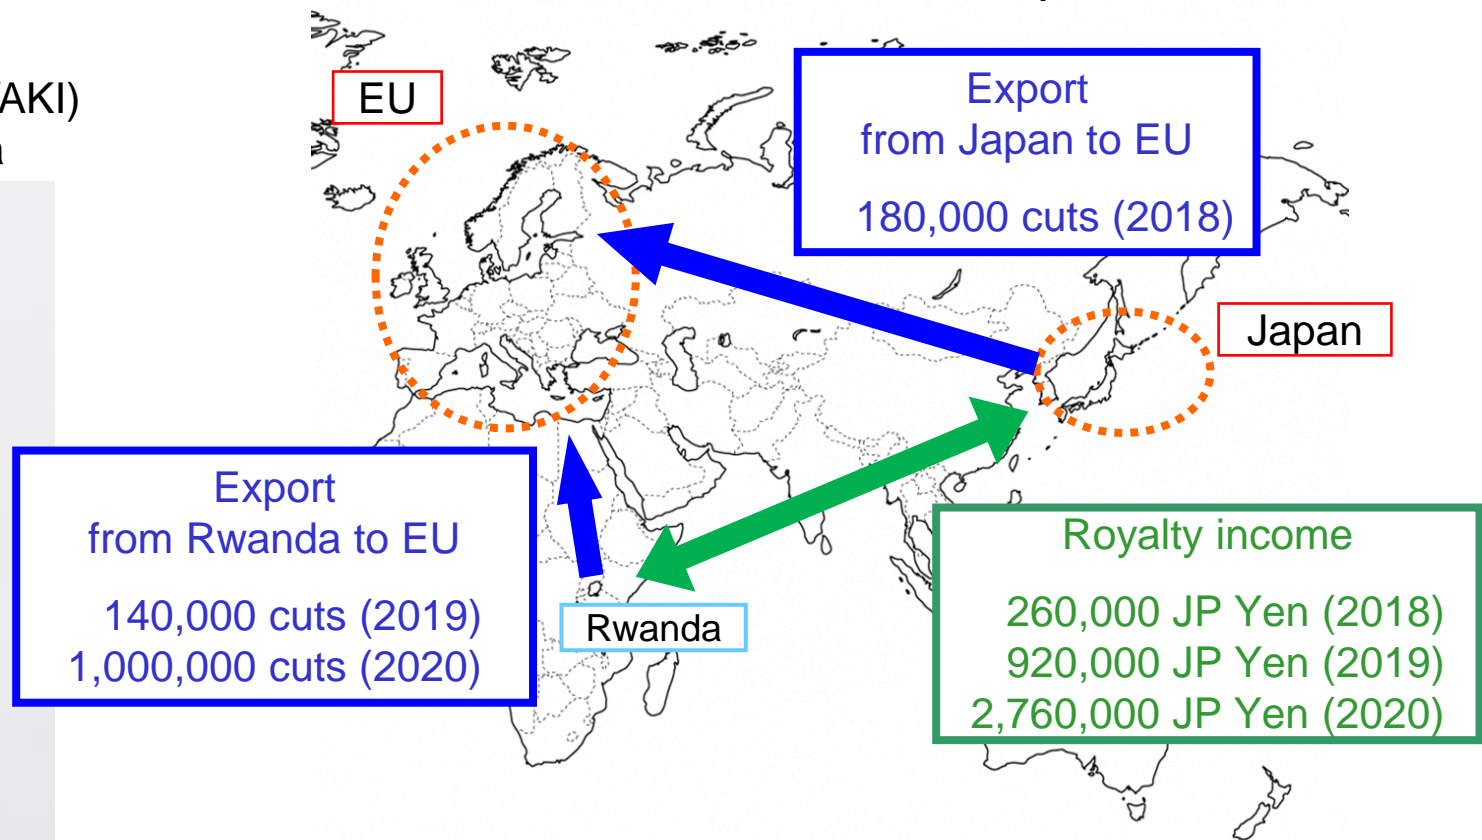 EU
Export
from Japan to EU
180,000 cuts (2018)
Japan
Export
from Rwanda to EU
140,000 cuts (2019)
1,000,000 cuts (2020)
Rwanda
Royalty income
260,000 JP Yen (2018)
920,000 JP Yen (2019)
2,760,000 JP Yen (2020)